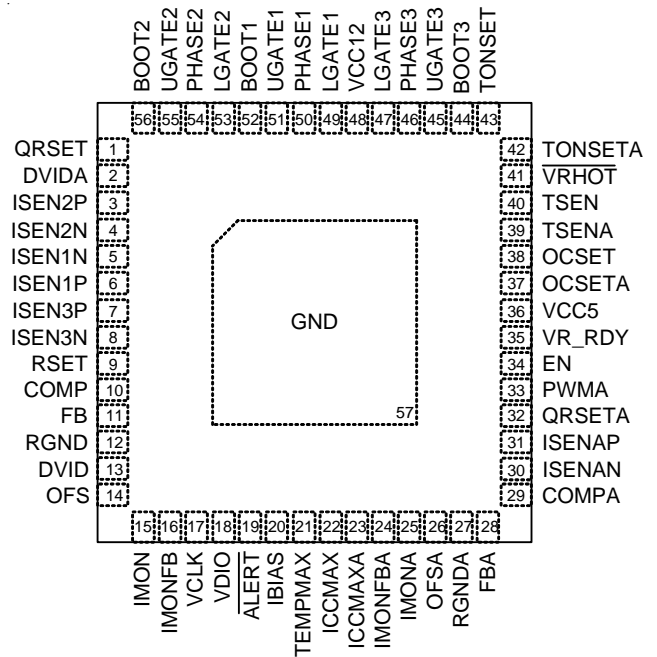 BOOT2
UGATE2
PHASE2
LGATE2
BOOT1
UGATE1
PHASE1
LGATE1
VCC12
LGATE3
PHASE3
UGATE3
BOOT3
TONSET
56 55 54 53 52 51 50 49 48 47 46 45 44 43
QRSET 1
DVIDA 2
ISEN2P 3
ISEN2N 4
ISEN1N 5
ISEN1P 6
ISEN3P 7
ISEN3N 8
RSET 9
COMP 10
FB 11
RGND 12
DVID 13
OFS 14
GND
57
42 TONSETA
41 VRHOT
40 TSEN
39 TSENA
38 OCSET
37 OCSETA
36 VCC5
35 VR_RDY
34 EN
33 PWMA
32 QRSETA
31 ISENAP
30 ISENAN
29 COMPA
15 16 17 18 19 20 21 22 23 24 25 26 27 28
IMON
IMONFB
VCLK
VDIO
ALERT
IBIAS
TEMPMAX
ICCMAX
ICCMAXA
IMONFBA
IMONA
OFSA
RGNDA
FBA